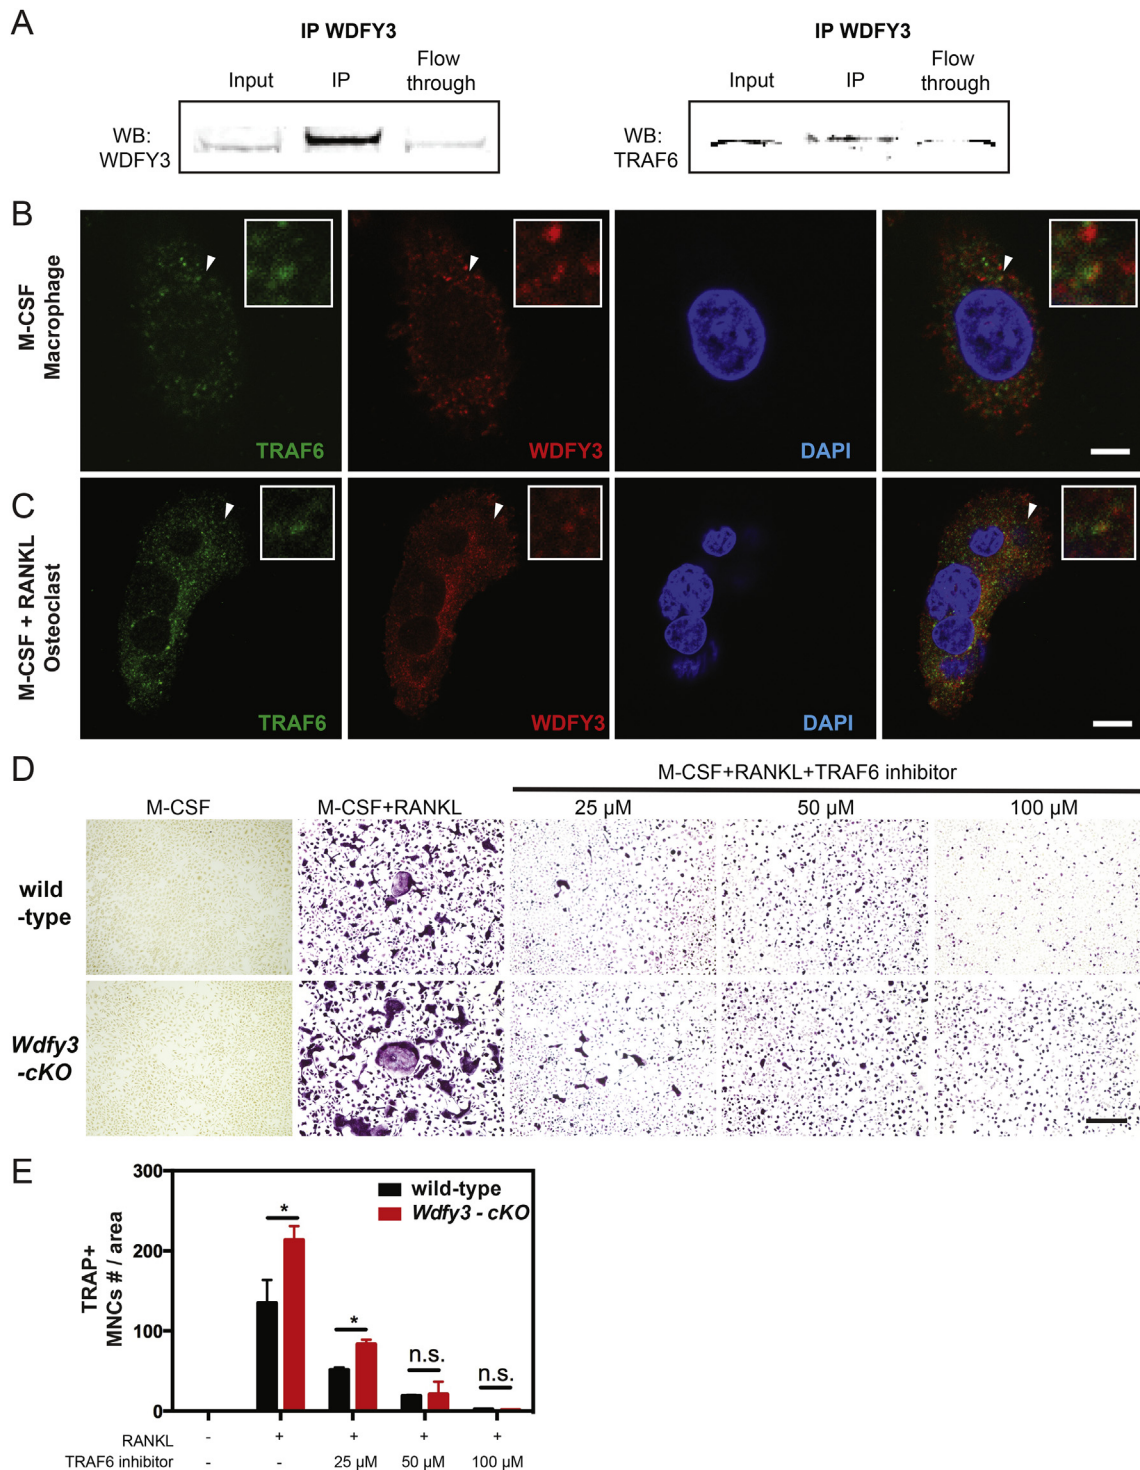 A
IP WDFY3
IP WDFY3
Input
IP
Flow
through
Input
IP
Flow
through
WB:
WDFY3
WB:
TRAF6
B
M-CSF
Macrophage
TRAF6
WDFY3
DAPI
C
M-CSF + RANKL
Osteoclast
TRAF6
WDFY3
DAPI
D
M-CSF+RANKL+TRAF6 inhibitor
M-CSF
M-CSF+RANKL
25 µM
50 µM
100 µM
wild
-type
Wdfy3
-cKO
E
TRAP+
MNCs # / area
300
200
100
0
wild-type
Wdfy3 - cKO
*
*
n.s.
n.s.
RANKL - + + + +
TRAF6 inhibitor - - 25 µM 50 µM 100 µM